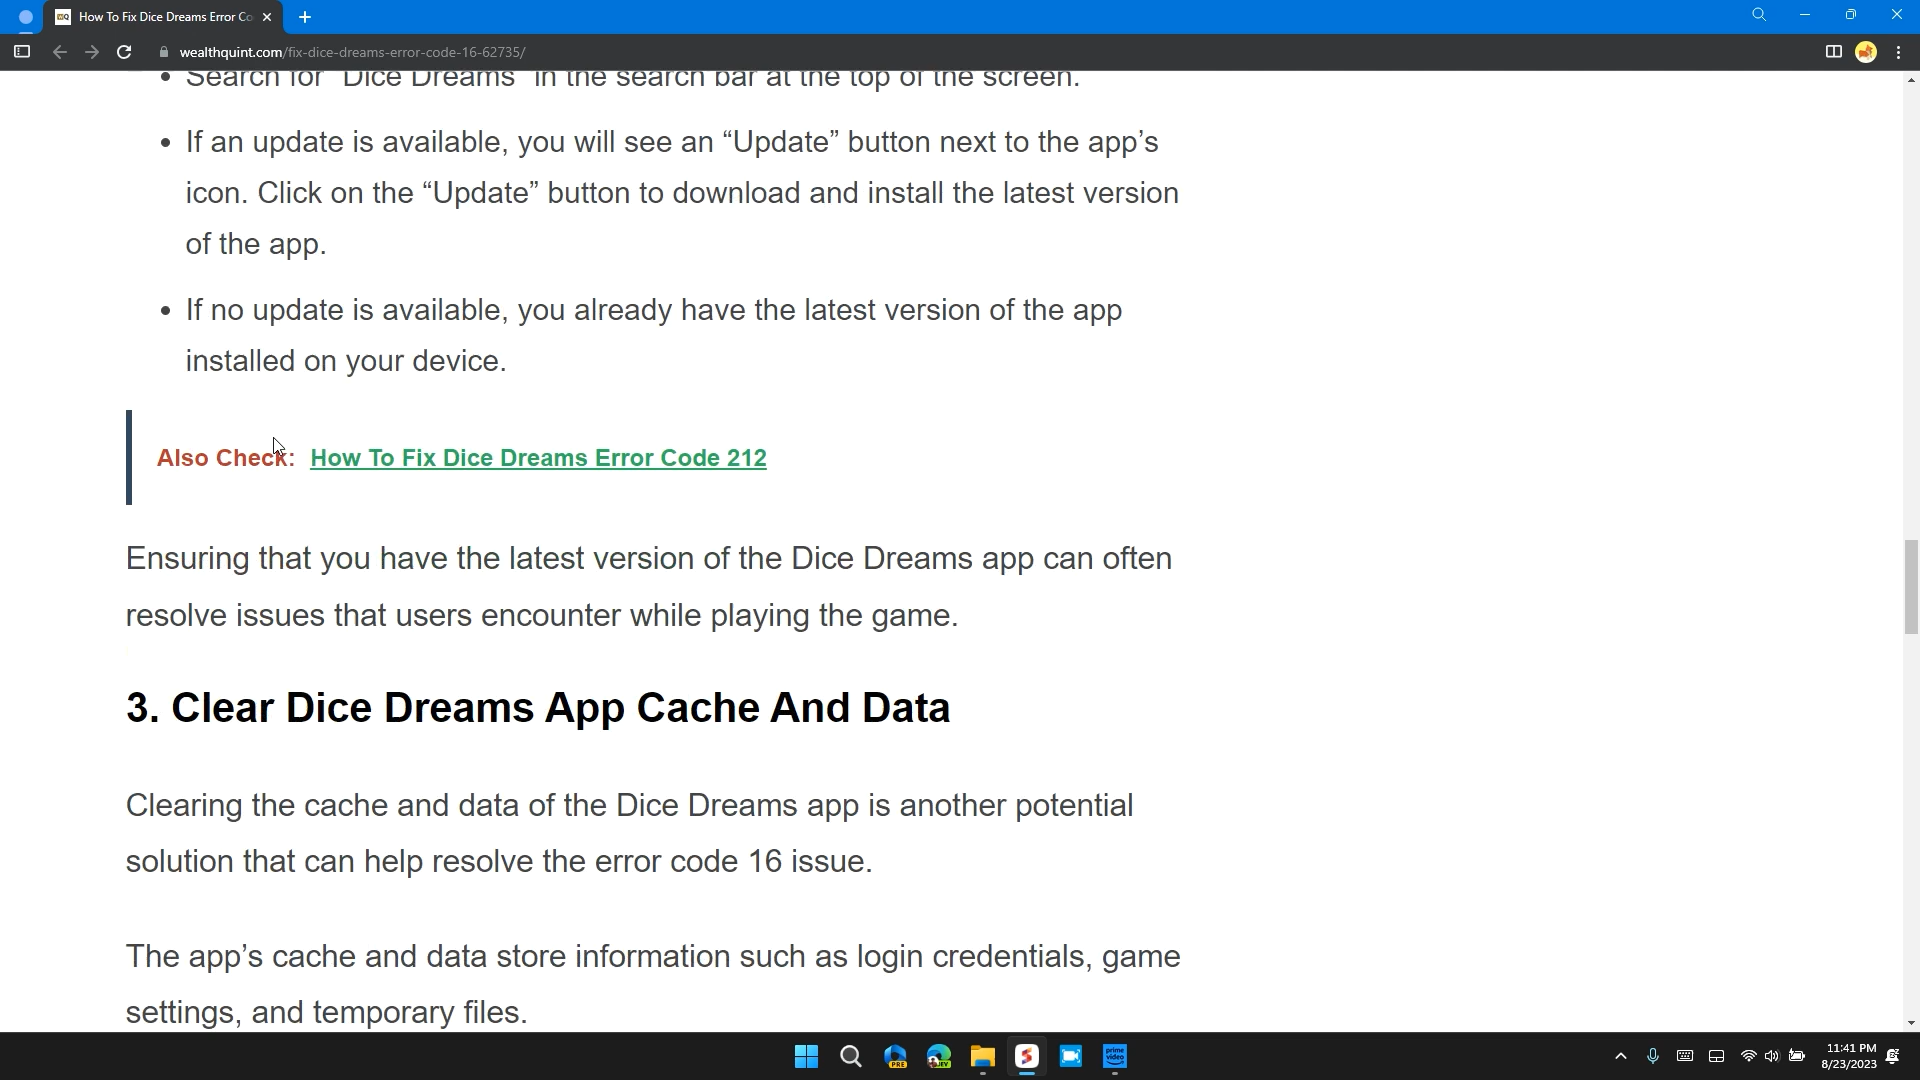 How To Fix Dice Dreams Error Co
wealthquint.com/fix-dice-dreams-error-code-16-62735/
• Search for “Dice Dreams” in the search bar at the top of the screen.
• If an update is available, you will see an “Update” button next to the app’s
icon. Click on the “Update” button to download and install the latest version
of the app.
• If no update is available, you already have the latest version of the app
installed on your device.
Also Check: How To Fix Dice Dreams Error Code 212
Ensuring that you have the latest version of the Dice Dreams app can often
resolve issues that users encounter while playing the game.
3. Clear Dice Dreams App Cache And Data
Clearing the cache and data of the Dice Dreams app is another potential
solution that can help resolve the error code 16 issue.
The app’s cache and data store information such as login credentials, game
settings, and temporary files.
PRE
DEV
prime video
11:41 PM
8/23/2023